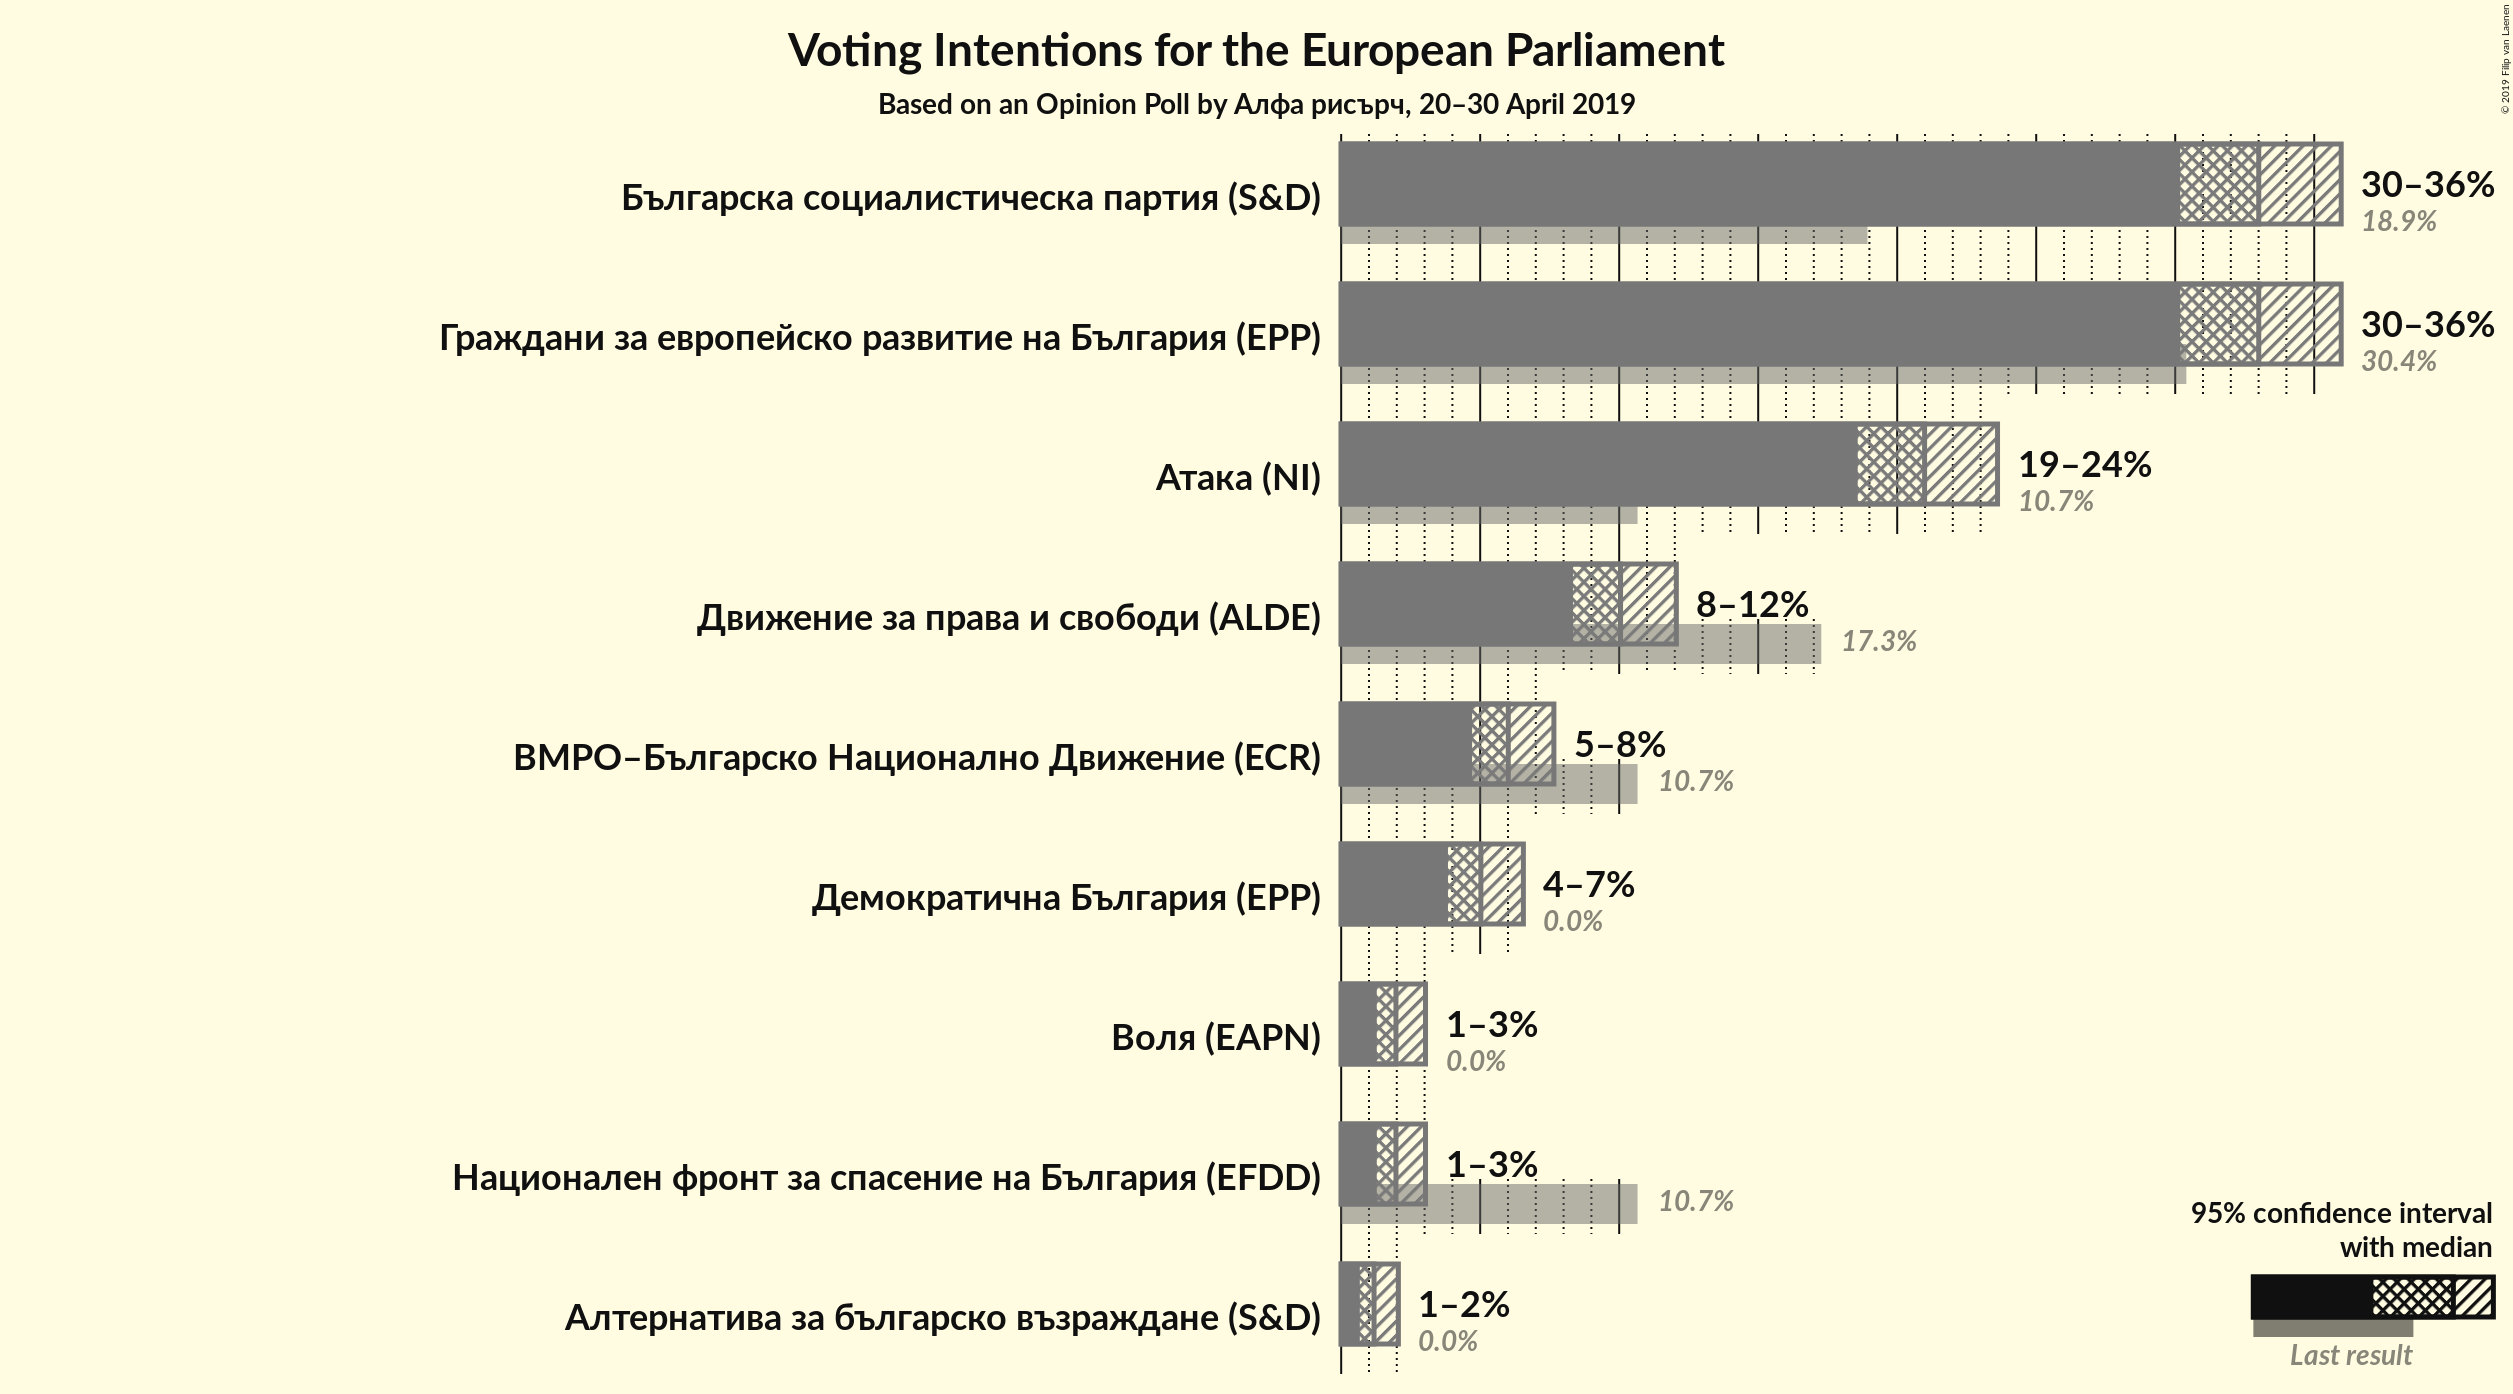 Voting Intentions for the European Parliament
Based on an Opinion Poll by Алфа рисърч, 20–30 April 2019
© 2019 Filip van Laenen
Българска социалистическа партия (S&D)
30–36%
18.9%
Граждани за европейско развитие на България (EPP)
30–36%
30.4%
Атака (NI)
19–24%
10.7%
Движение за права и свободи (ALDE)
8–12%
17.3%
ВМРО–Българско Национално Движение (ECR)
5–8%
10.7%
Демократична България (EPP)
4–7%
0.0%
Воля (EAPN)
1–3%
0.0%
Национален фронт за спасение на България (EFDD)
1–3%
10.7%
Алтернатива за българско възраждане (S&D)
1–2%
0.0%
95% confidence interval
with median
Last result